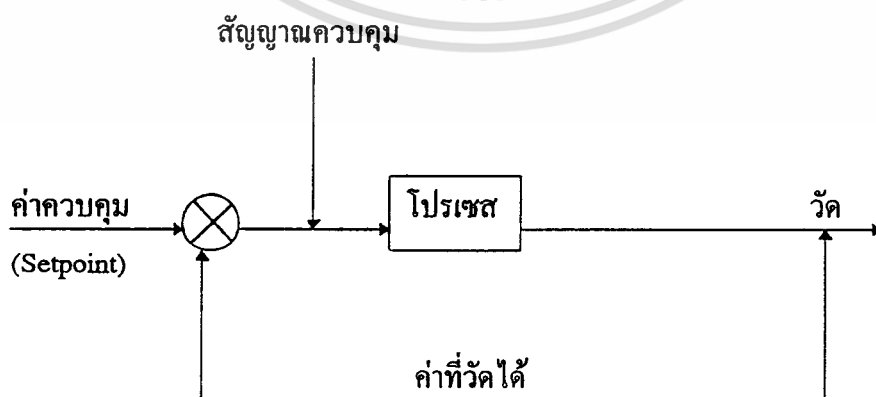 สัญญาณควบคุม
ค่าควบคุม
(Setpoint)
โปรเซส
วัด
ค่าที่วัดได้